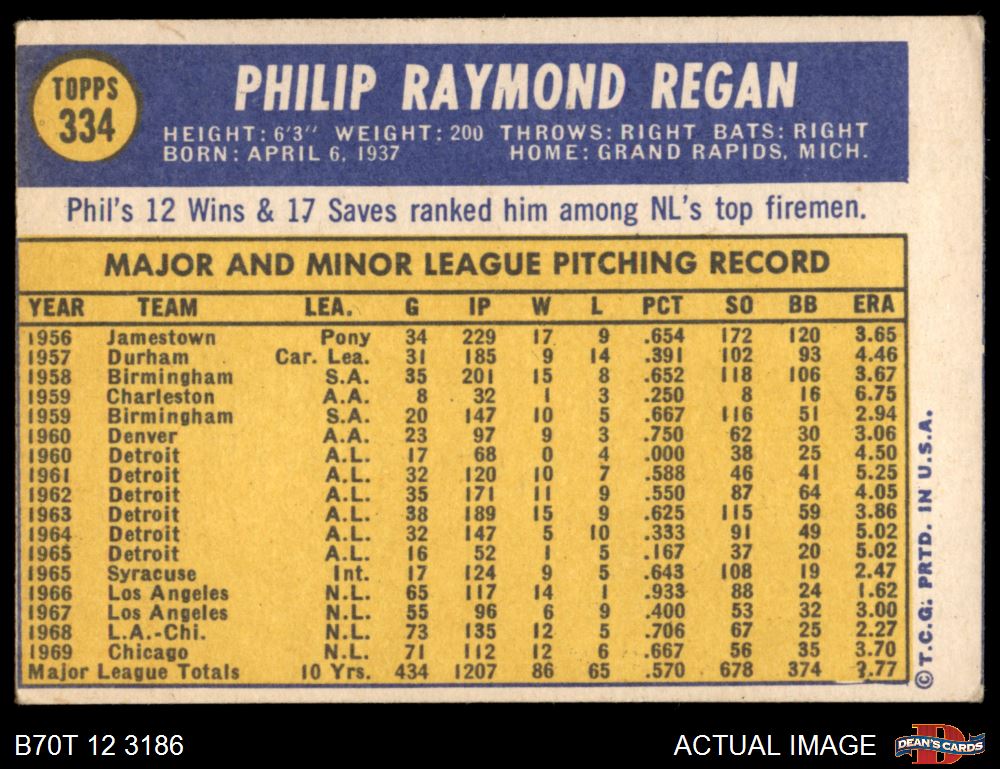 TOPPS
334
PHILIP RAYMOND REGAN
HEIGHT: 6'3" WEIGHT: 200 THROWS: RIGHT BATS: RIGHT
BORN: APRIL 6, 1937 HOME: GRAND RAPIDS, MICH.
Phil's 12 Wins & 17 Saves ranked him among NL's top firemen.
MAJOR AND MINOR LEAGUE PITCHING RECORD
YEAR TEAM LEA. G IP W L PCT SO BB ERA
1956 Jamestown Pony 34 229 17 9 .654 172 120 3.65
1957 Durham Car. Lea. 31 185 9 14 .391 102 93 4.46
1958 Birmingham S.A. 35 201 15 8 .652 118 106 3.67
1959 Charleston A.A. 8 32 1 3 .250 8 16 6.75
1959 Birmingham S.A. 20 147 10 5 .667 116 51 2.94
1960 Denver A.A. 23 97 9 3 .750 62 30 3.06
1960 Detroit A.L. 17 68 0 4 .000 38 25 4.50
1961 Detroit A.L. 32 120 10 7 .588 46 41 5.25
1962 Detroit A.L. 35 171 11 9 .550 87 64 4.05
1963 Detroit A.L. 38 189 15 9 .625 115 59 3.86
1964 Detroit A.L. 32 147 5 10 .333 91 49 5.02
1965 Detroit A.L. 16 52 1 5 .167 37 20 5.02
1965 Syracuse Int. 17 124 9 5 .643 108 19 2.47
1966 Los Angeles N.L. 65 117 14 1 .933 88 24 1.62
1967 Los Angeles N.L. 55 96 6 9 .400 53 32 3.00
1968 L.A.-Chi. N.L. 73 135 12 5 .706 67 25 2.27
1969 Chicago N.L. 71 112 12 6 .667 56 35 3.70
Major League Totals 10 Yrs. 434 1207 86 65 .570 678 374 3.77
©T.C.G. PRTD. IN U.S.A.
B70T 12 3186
ACTUAL IMAGE
D
DEAN'S CARDS